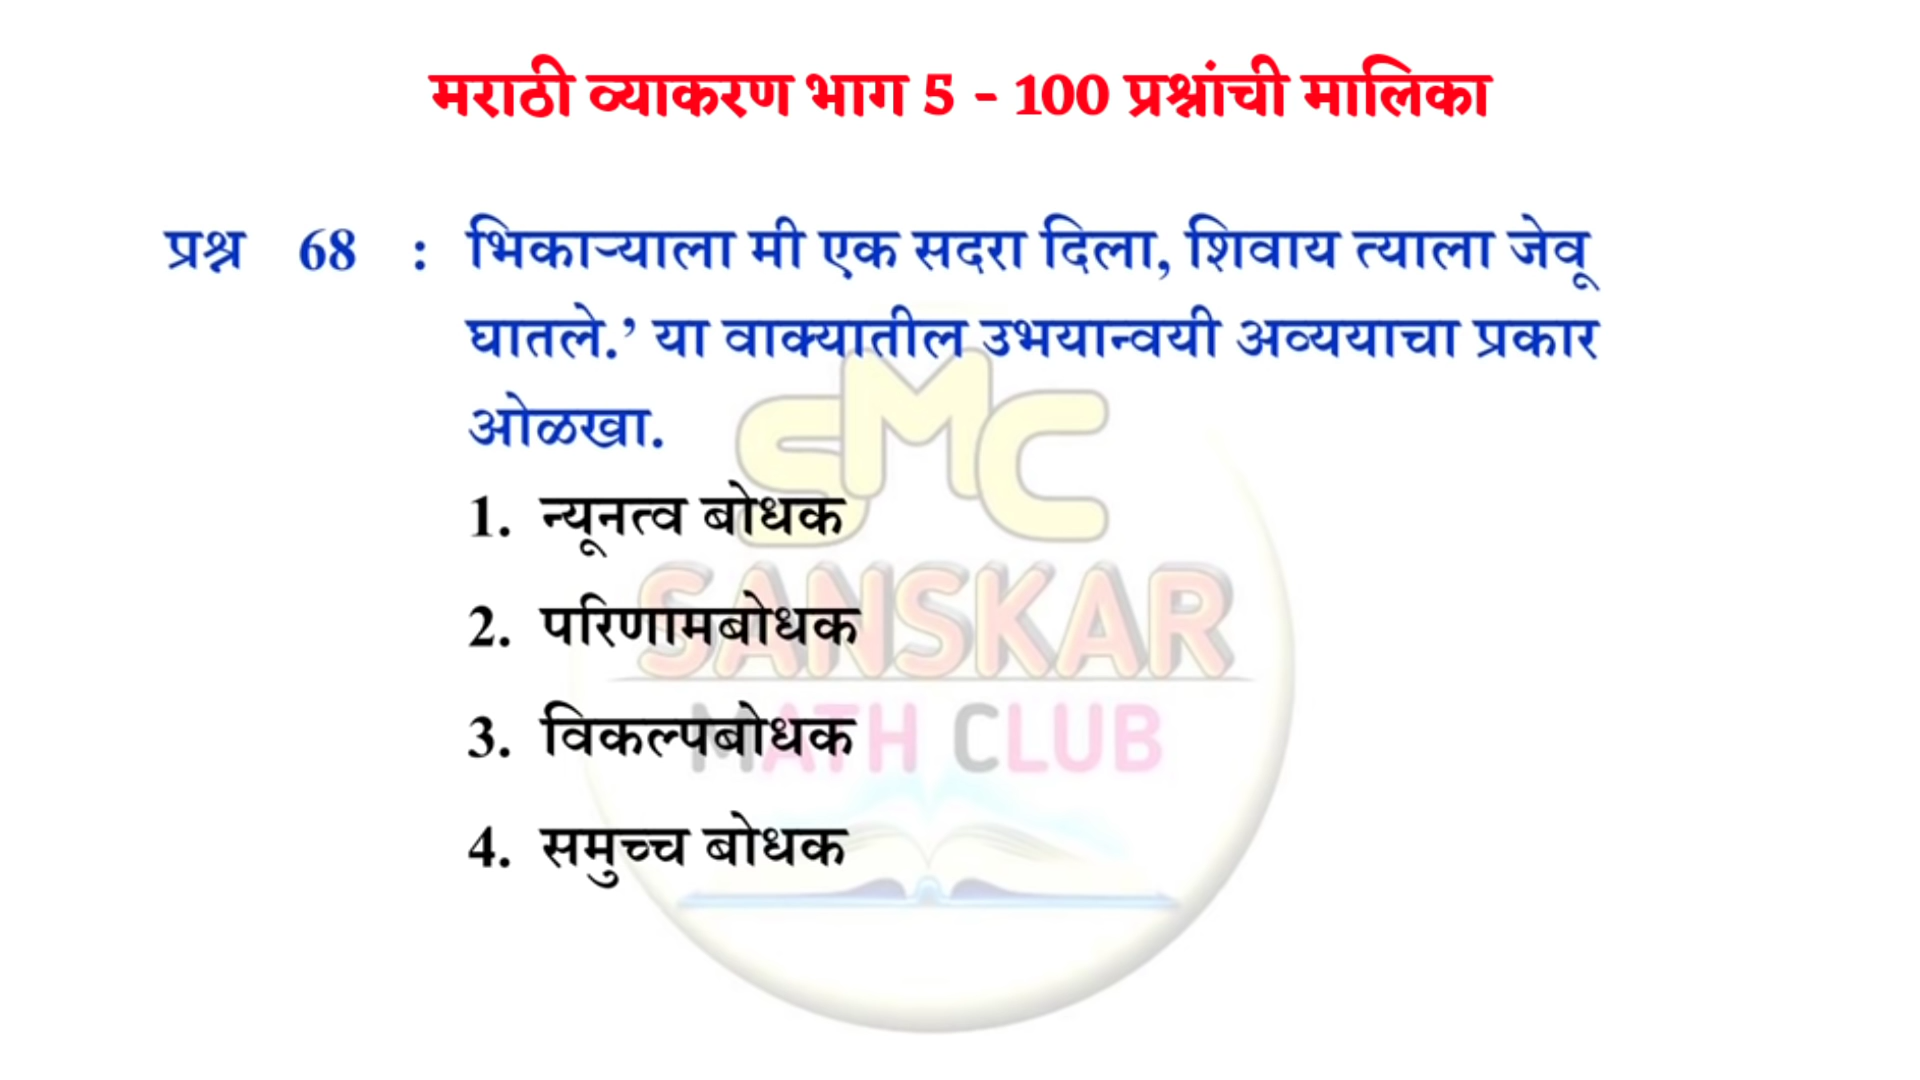 मराठी व्याकरण भाग 5 - 100 प्रश्नांची मालिका
प्रश्न 68 : भिकाऱ्याला मी एक सदरा दिला, शिवाय त्याला जेवू
घातले.’ या वाक्यातील उभयान्वयी अव्ययाचा प्रकार
ओळखा.
1. न्यूनत्व बोधक
2. परिणामबोधक
3. विकल्पबोधक
4. समुच्च बोधक
SMC
SANSKAR
MATH CLUB